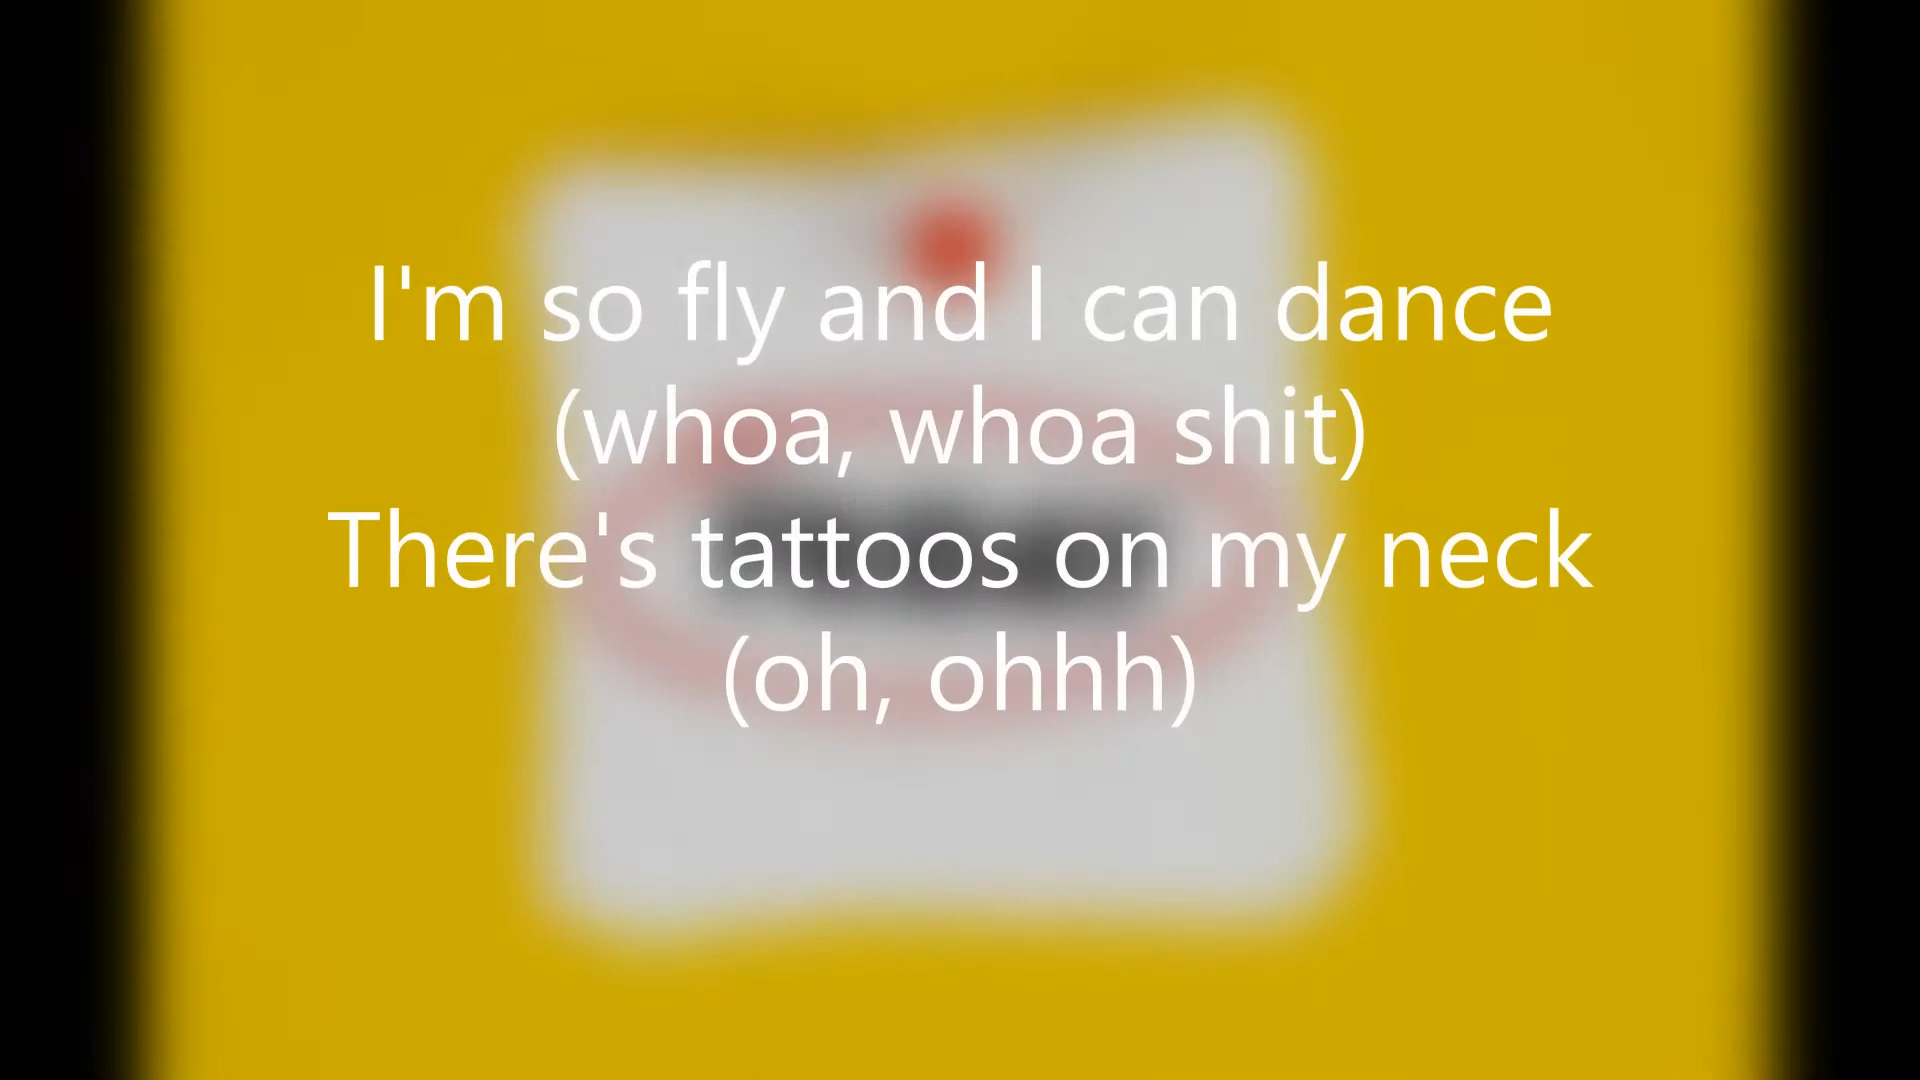 I'm so fly and I can dance
(whoa, whoa shit)
There's tattoos on my neck
(oh, ohhh)